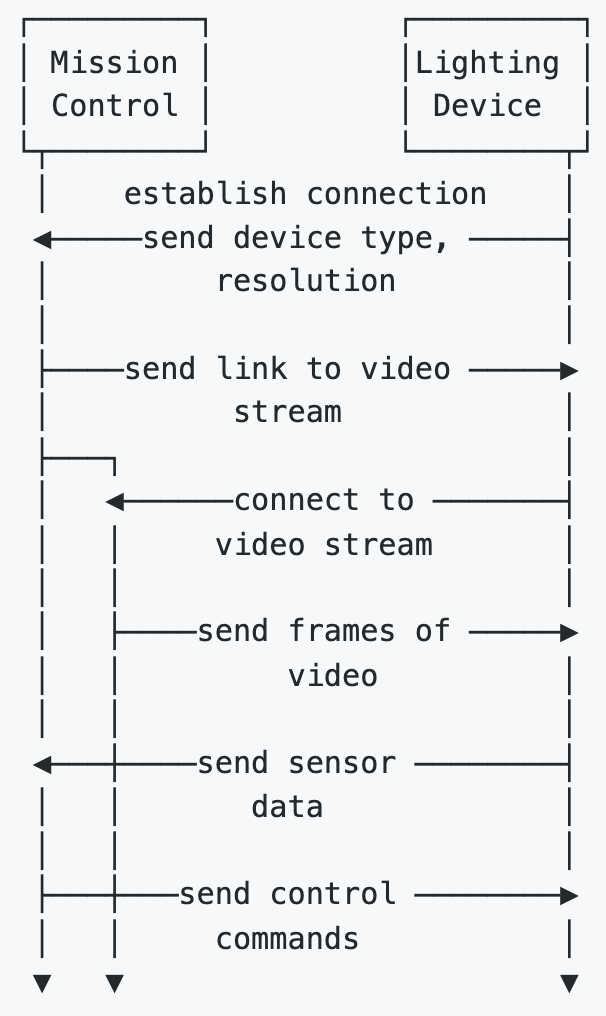 Mission
Control
Lighting
Device
establish connection
send device type,
resolution
send link to video
stream
connect to
video stream
send frames of
video
send sensor
data
send control
commands